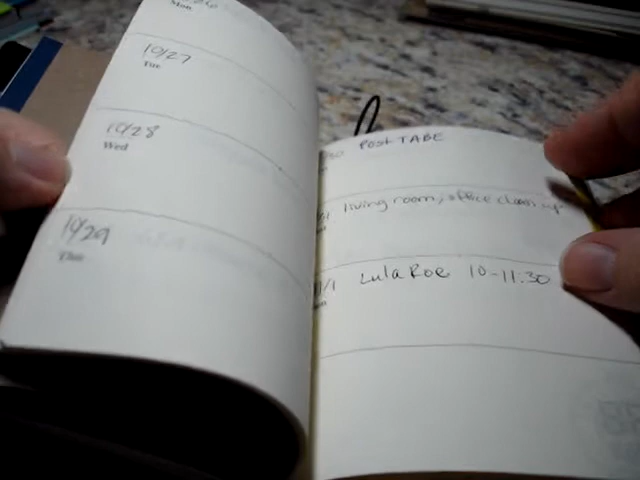 Mon
10/27
Tue
10/28
Wed
10/29
Thu
Post TABE
living room, office clean up
11/1
LulaRoe 10-11:30